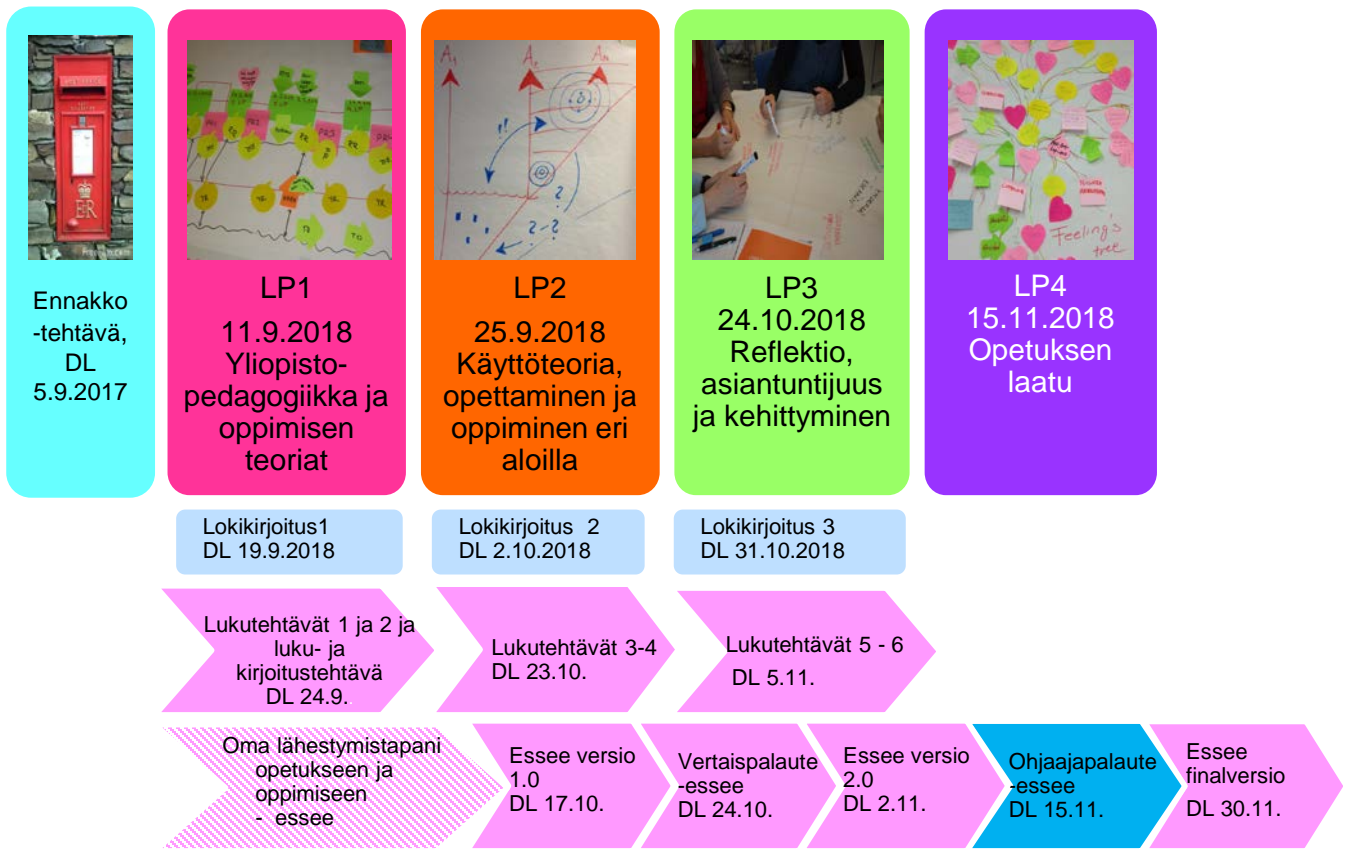 Ennakko
-tehtävä,
DL
5.9.2017
ER
LP1
11.9.2018
Yliopisto-
pedagogiikka ja
oppimisen
teoriat
LP2
25.9.2018
Käyttöteoria,
opettaminen ja
oppiminen eri
aloilla
LP3
24.10.2018
Reflektio,
asiantuntijuus
ja kehittyminen
Feeling's
tree
LP4
15.11.2018
Opetuksen
laatu
Lokikirjoitus1
DL 19.9.2018
Lokikirjoitus 2
DL 2.10.2018
Lokikirjoitus 3
DL 31.10.2018
Lukutehtävät 1 ja 2 ja
luku- ja
kirjoitustehtävä
DL 24.9.
Lukutehtävät 3-4
DL 23.10.
Lukutehtävät 5 - 6
DL 5.11.
Oma lähestymistapani
opetukseen ja
oppimiseen
- essee
Essee versio
1.0
DL 17.10.
Vertaispalaute
-essee
DL 24.10.
Essee versio
2.0
DL 2.11.
Ohjaajapalaute
-essee
DL 15.11.
Essee
finalversio
DL 30.11.